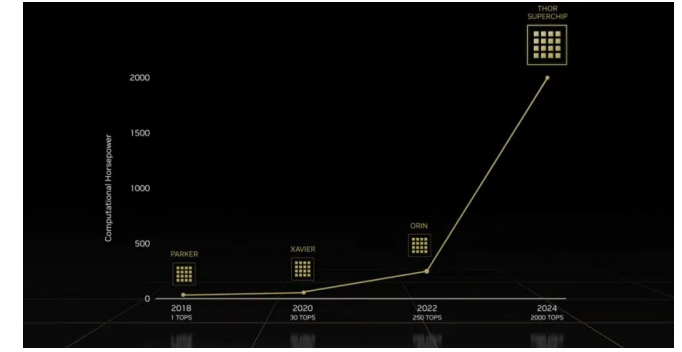 THOR
SUPERCHIP
2000
1500
Computational Horsepower
1000
ORIN
500
XAVIER
PARKER
0
2018
2020
2022
2024
1 TOPS
30 TOPS
250 TOPS
2000 TOPS